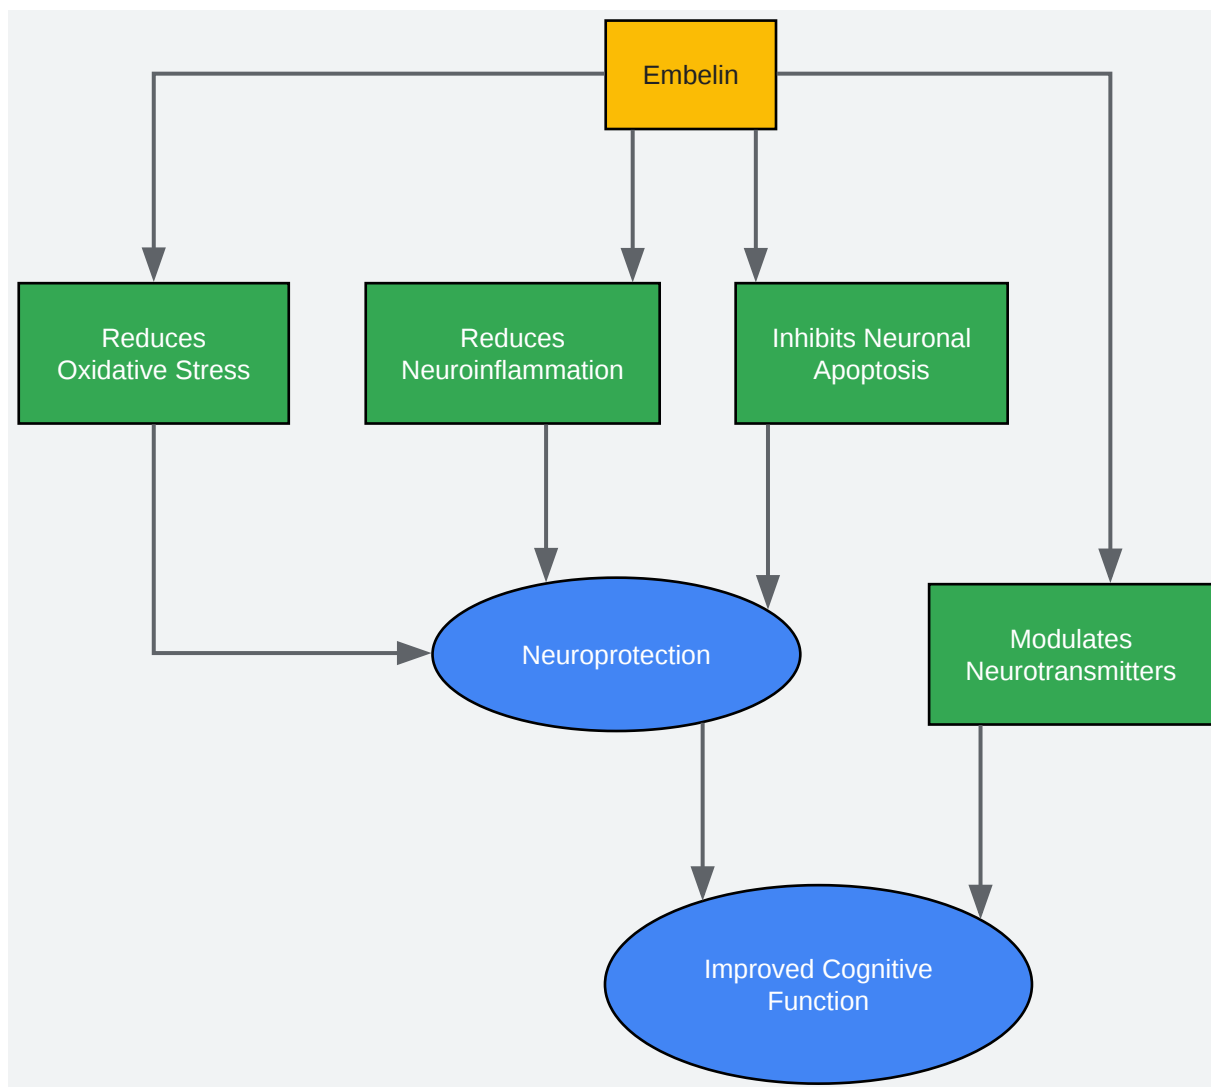 Embelin
Reduces
Oxidative Stress
Reduces
Neuroinflammation
Inhibits Neuronal
Apoptosis
Neuroprotection
Modulates
Neurotransmitters
Improved Cognitive
Function